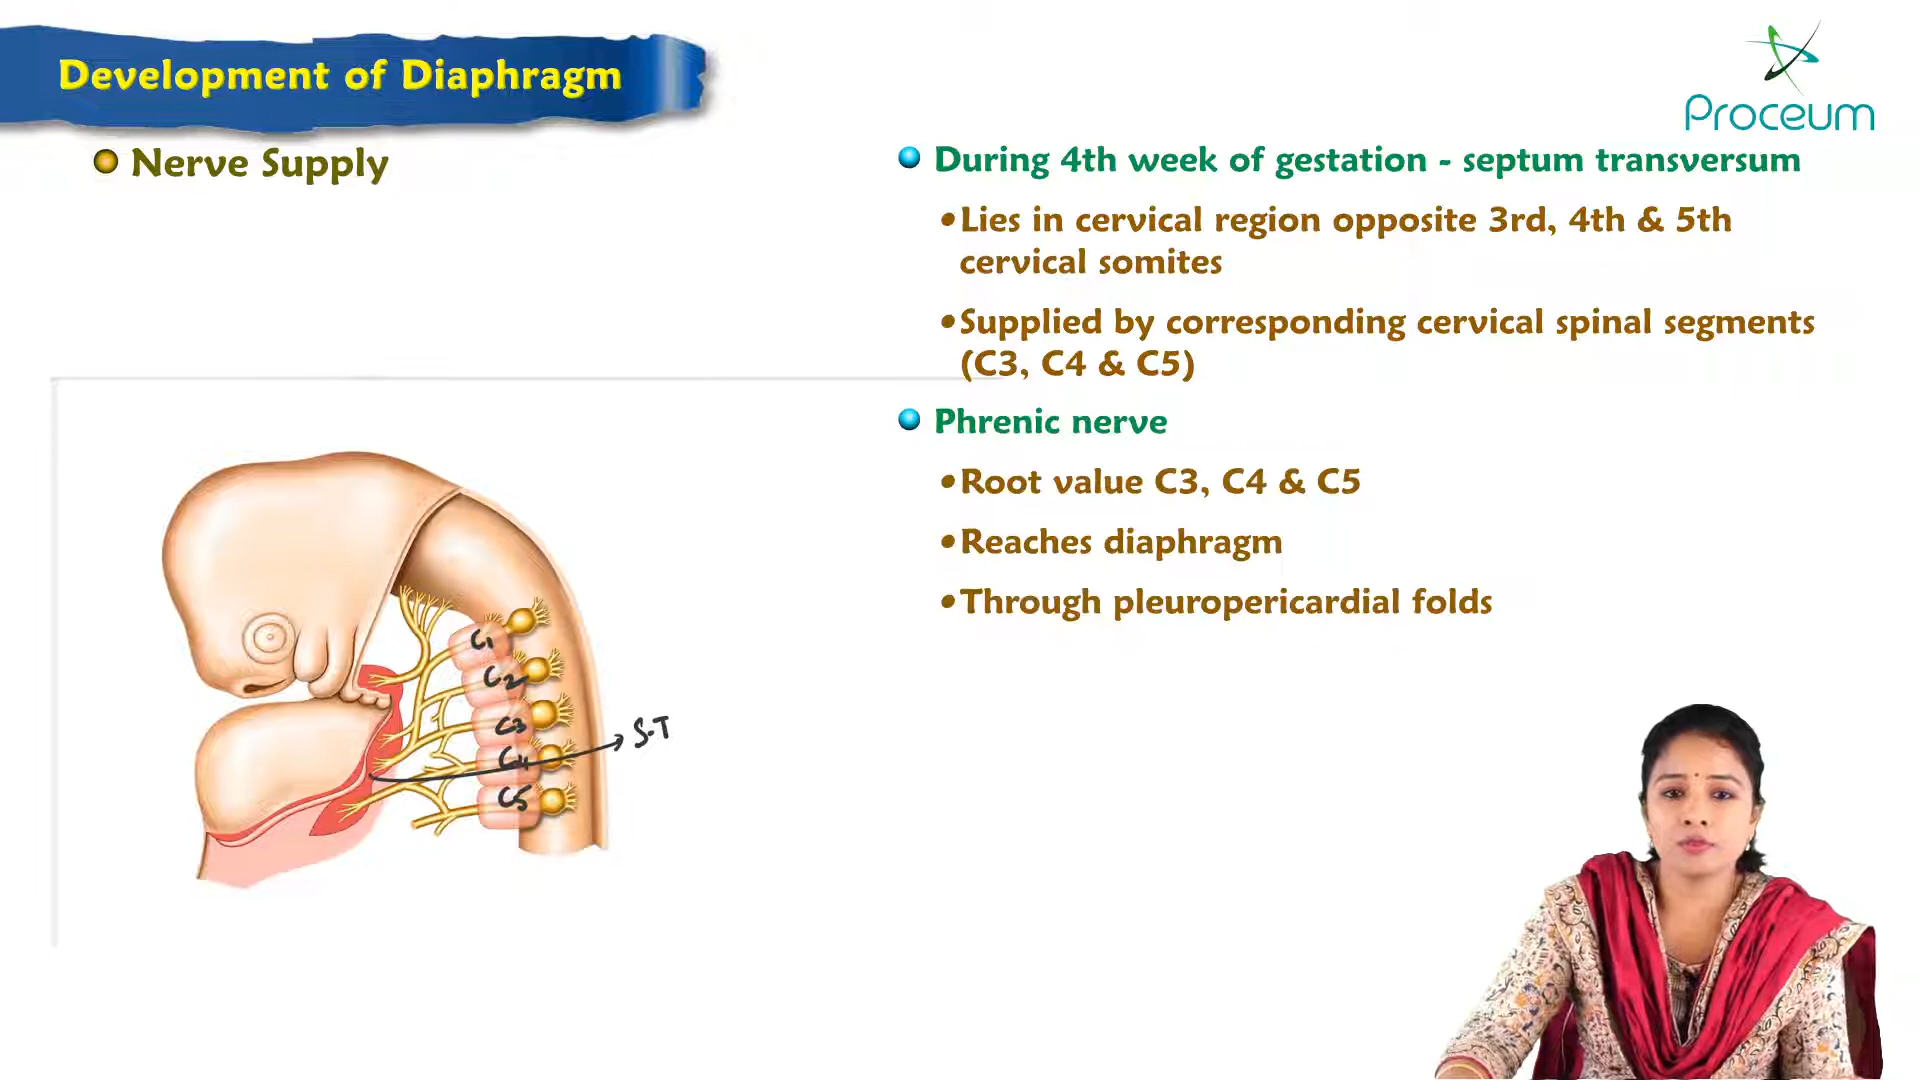 Development of Diaphragm
Proceum
Nerve Supply
During 4th week of gestation - septum transversum
•Lies in cervical region opposite 3rd, 4th & 5th
cervical somites
•Supplied by corresponding cervical spinal segments
(C3, C4 & C5)
Phrenic nerve
•Root value C3, C4 & C5
•Reaches diaphragm
•Through pleuropericardial folds
C1
C2
C3
C4
C5
S.T